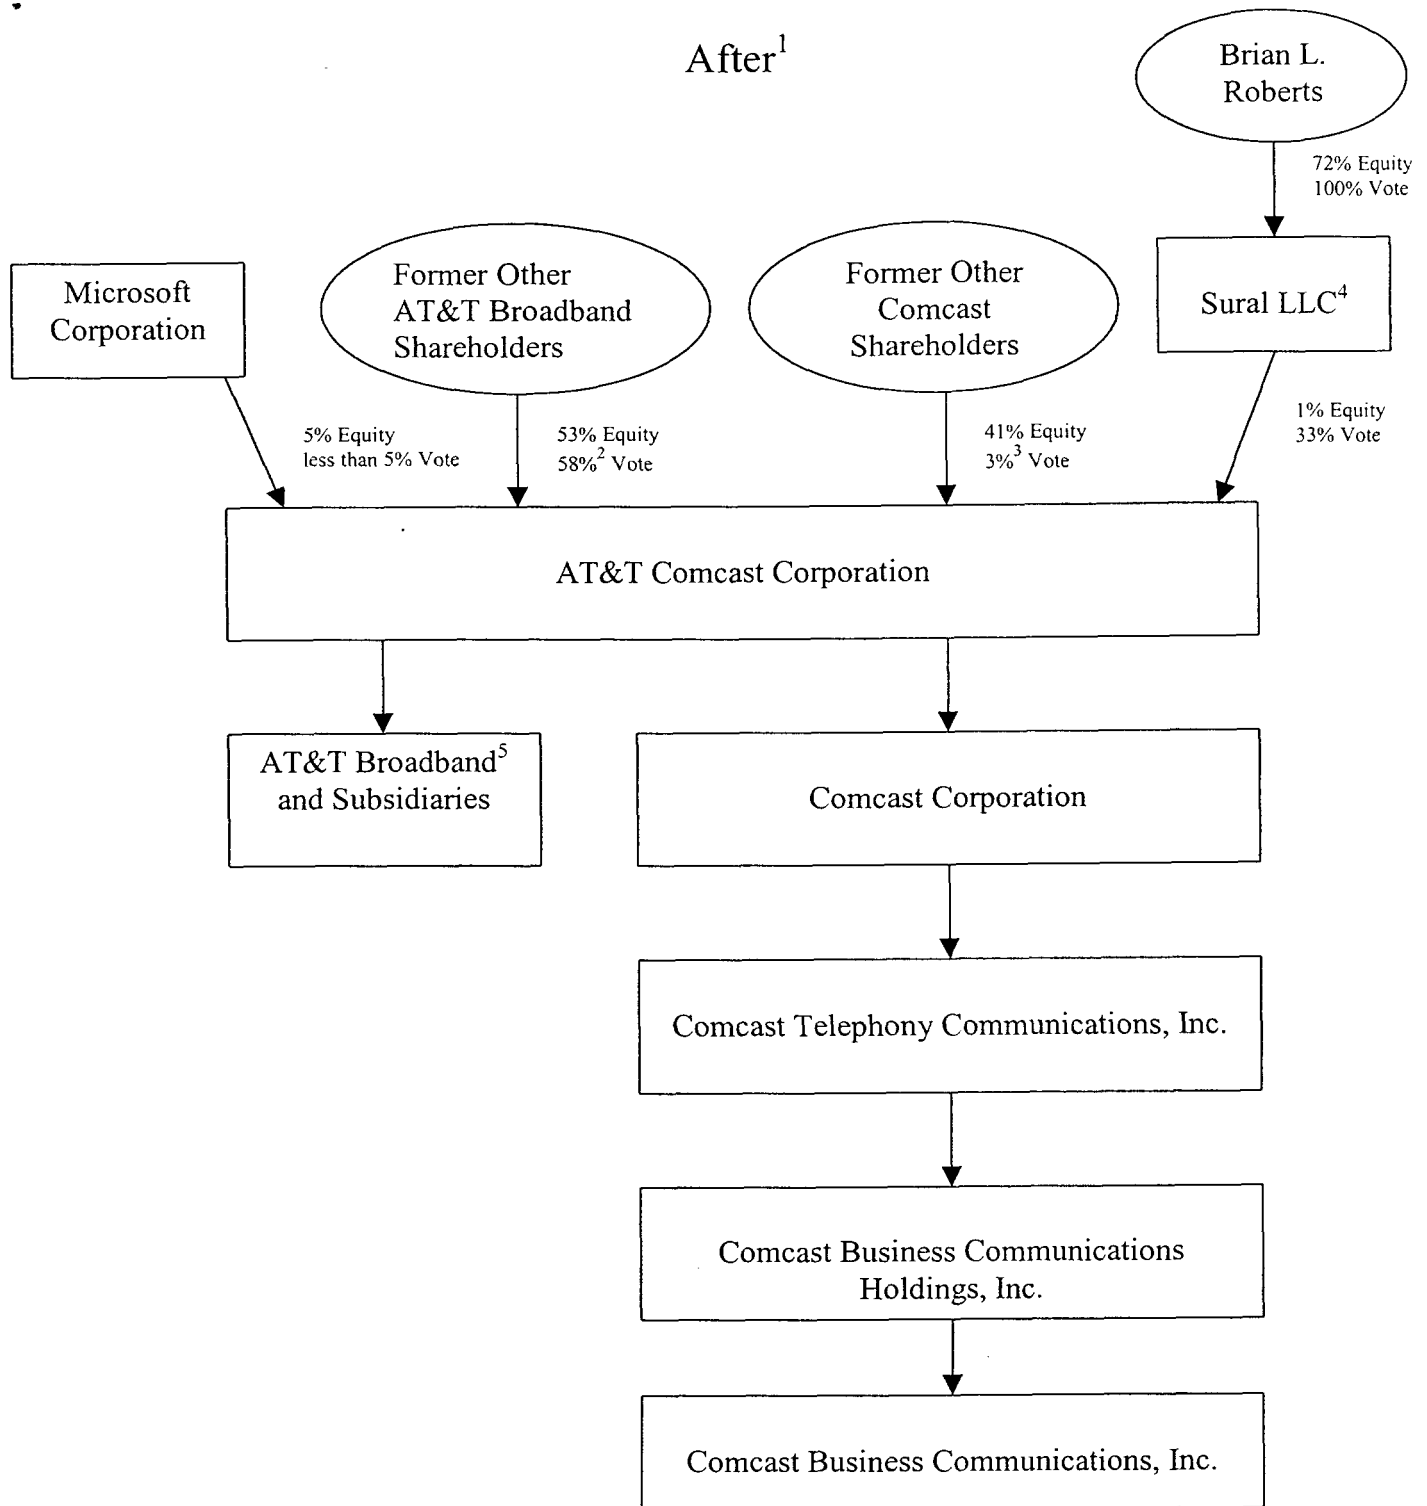 After¹
Brian L.
Roberts
72% Equity
100% Vote
Microsoft
Corporation
Former Other
AT&T Broadband
Shareholders
Former Other
Comcast
Shareholders
Sural LLC⁴
5% Equity
less than 5% Vote
53% Equity
58%² Vote
41% Equity
3%³ Vote
1% Equity
33% Vote
AT&T Comcast Corporation
AT&T Broadband⁵
and Subsidiaries
Comcast Corporation
Comcast Telephony Communications, Inc.
Comcast Business Communications
Holdings, Inc.
Comcast Business Communications, Inc.